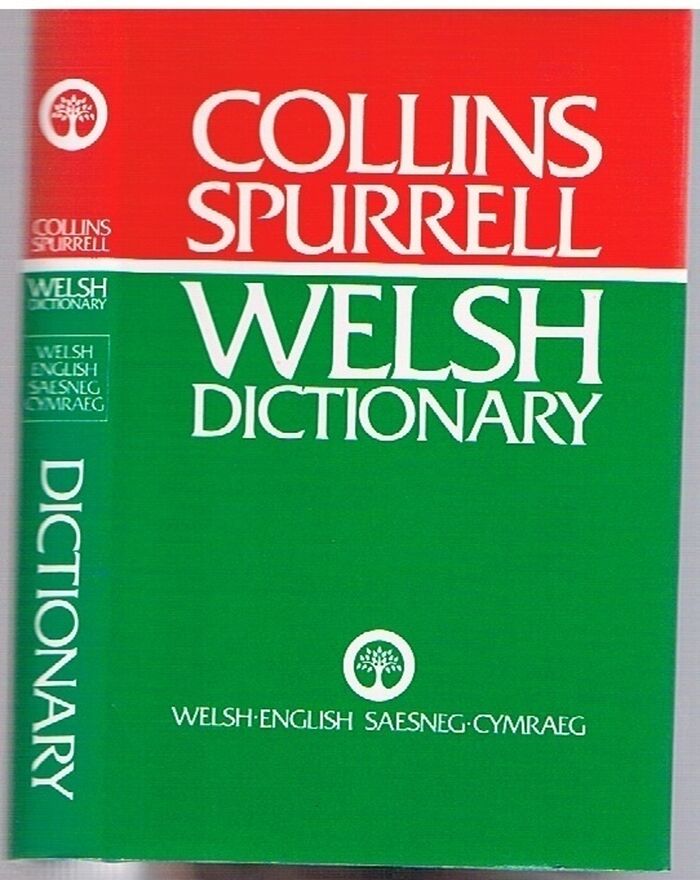 COLLINS
SPURRELL
WELSH
DICTIONARY
WELSH
ENGLISH
SAESNEG
CYMRAEG
DICTIONARY
COLLINS
SPURRELL
WELSH
DICTIONARY
WELSH·ENGLISH SAESNEG·CYMRAEG